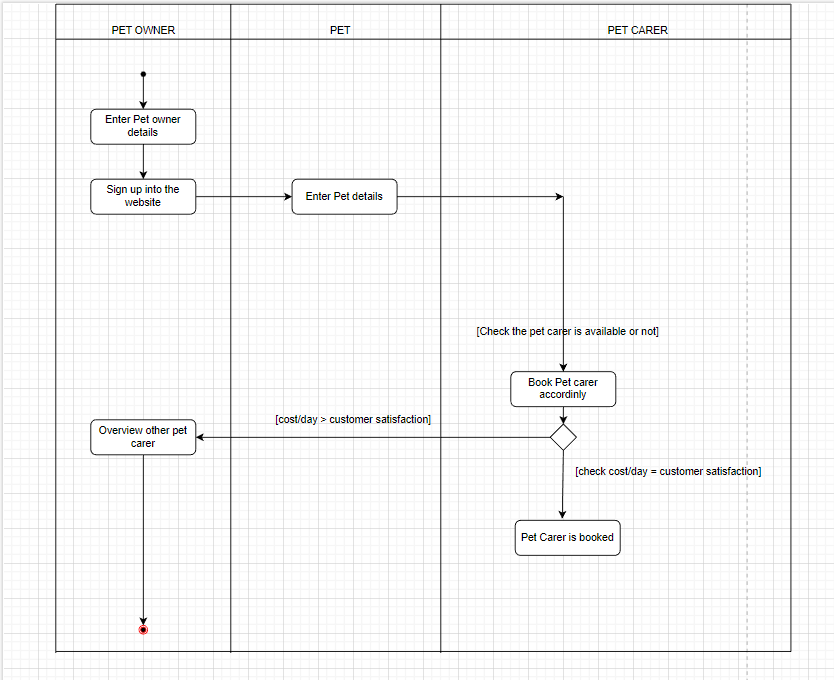 PET OWNER
PET
PET CARER
Enter Pet owner
details
Sign up into the
website
Enter Pet details
[Check the pet carer is available or not]
Book Pet carer
accordinly
[cost/day > customer satisfaction]
Overview other pet
carer
[check cost/day = customer satisfaction]
Pet Carer is booked